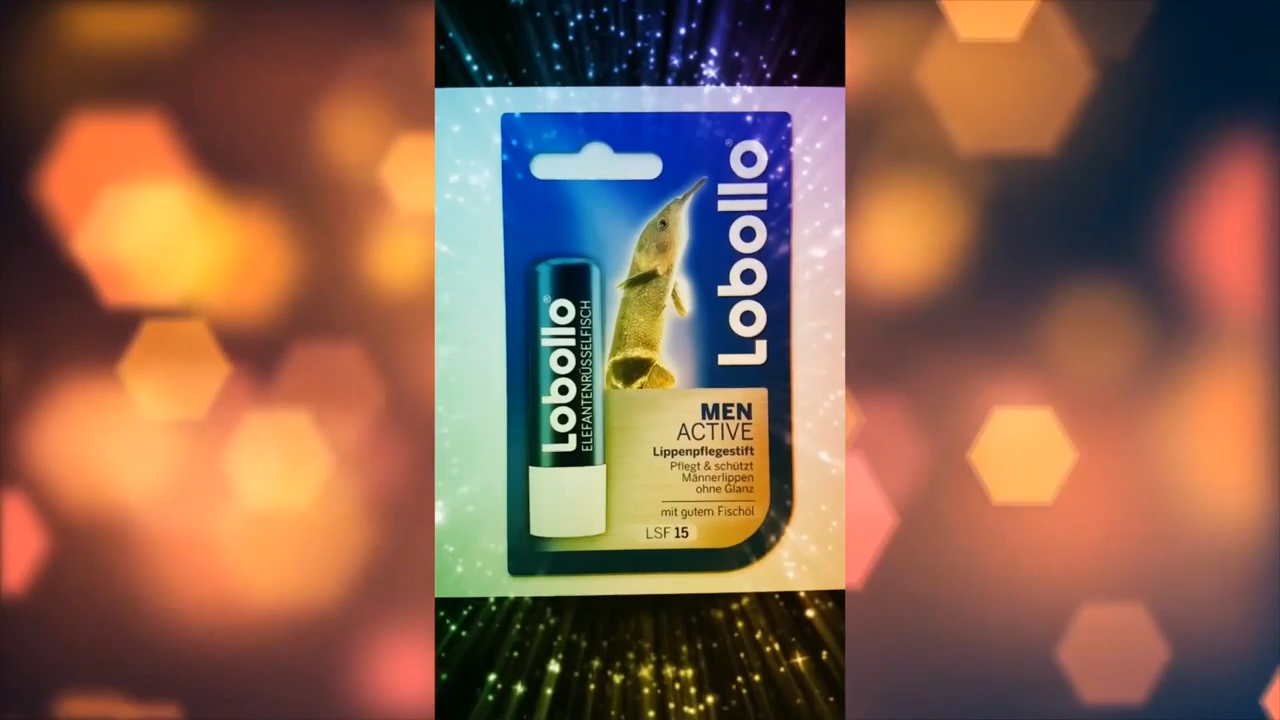 Lobollo®
Lobollo®
ELEFANTENRÜSSELFISCH
MEN
ACTIVE
Lippenpflegestift
Pflegt & schützt
Männerlippen
ohne Glanz
mit gutem Fischöl
LSF 15